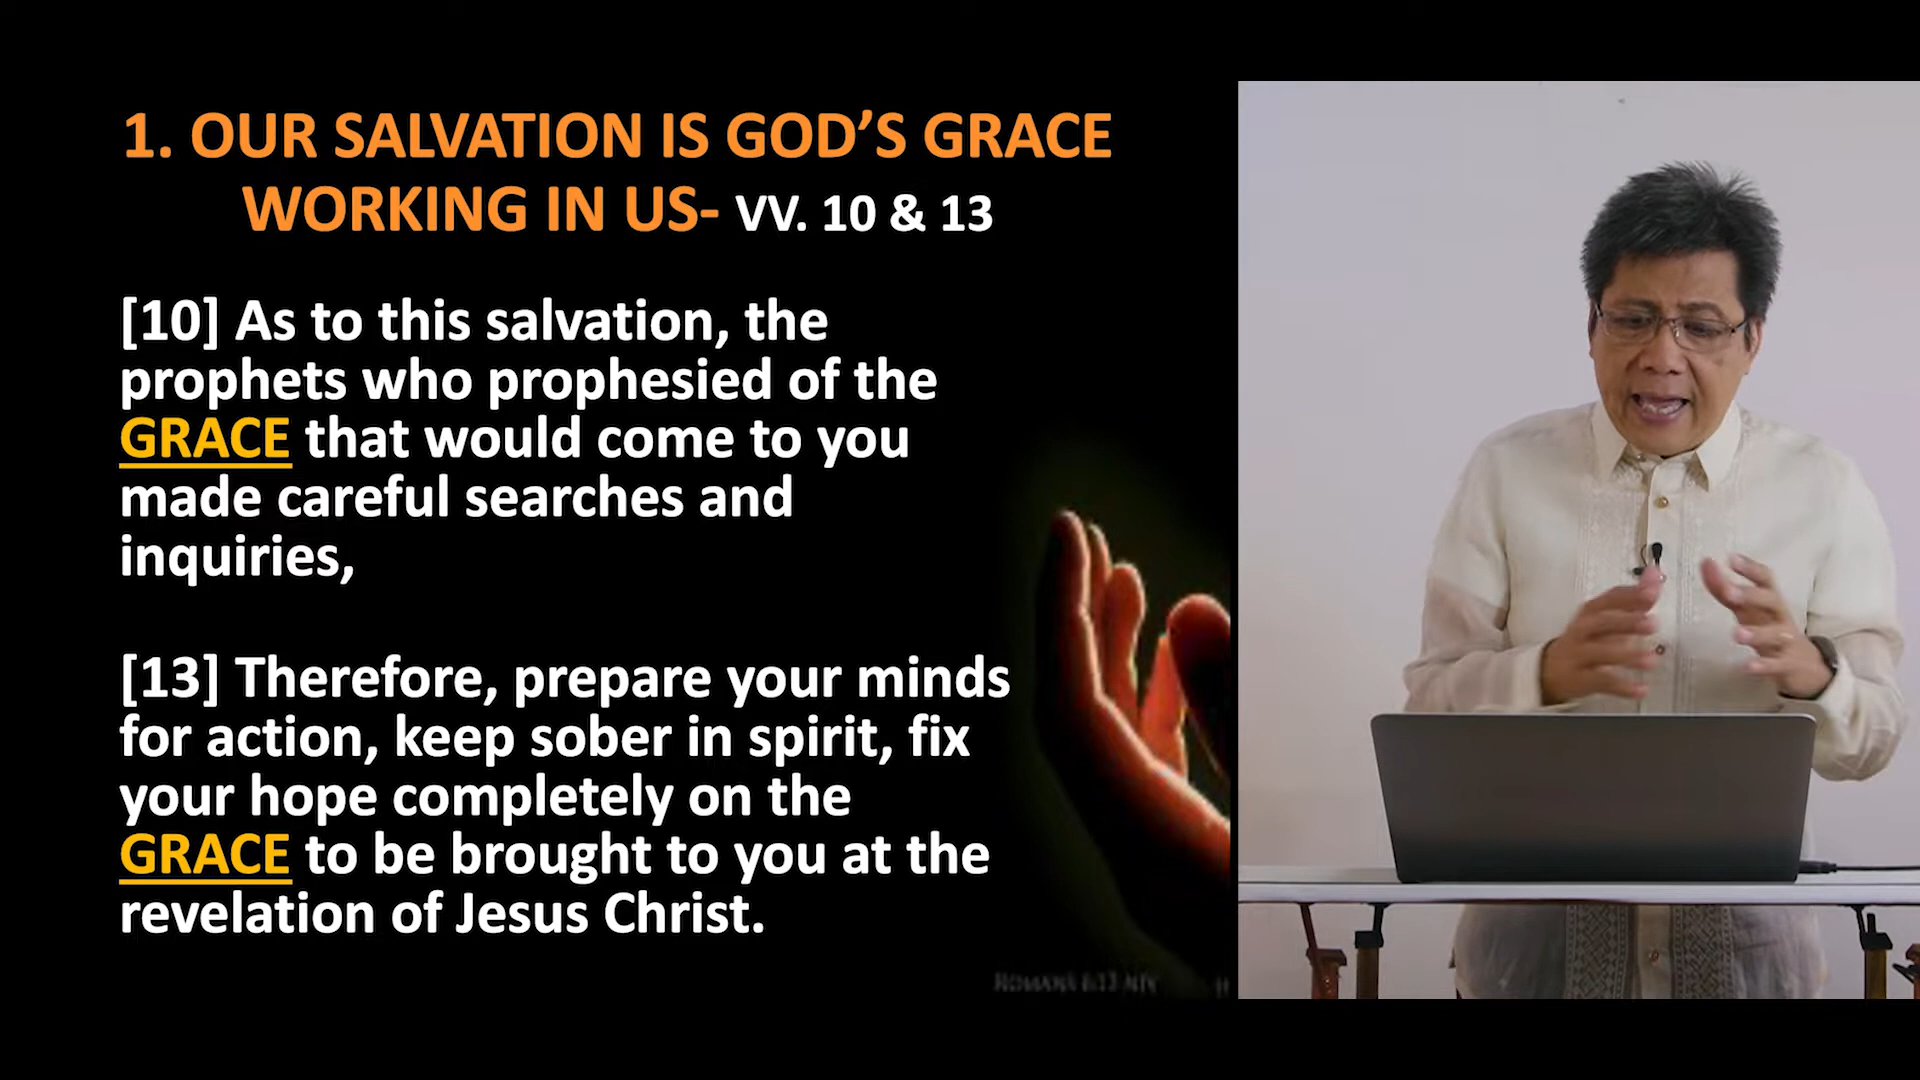 1. OUR SALVATION IS GOD’S GRACE
WORKING IN US- VV. 10 & 13
[10] As to this salvation, the
prophets who prophesied of the
GRACE that would come to you
made careful searches and
inquiries,
[13] Therefore, prepare your minds
for action, keep sober in spirit, fix
your hope completely on the
GRACE to be brought to you at the
revelation of Jesus Christ.